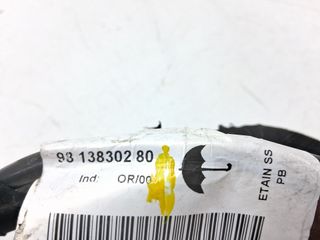 98 138302 80
Ind: OR/00
ETAIN SS
PB